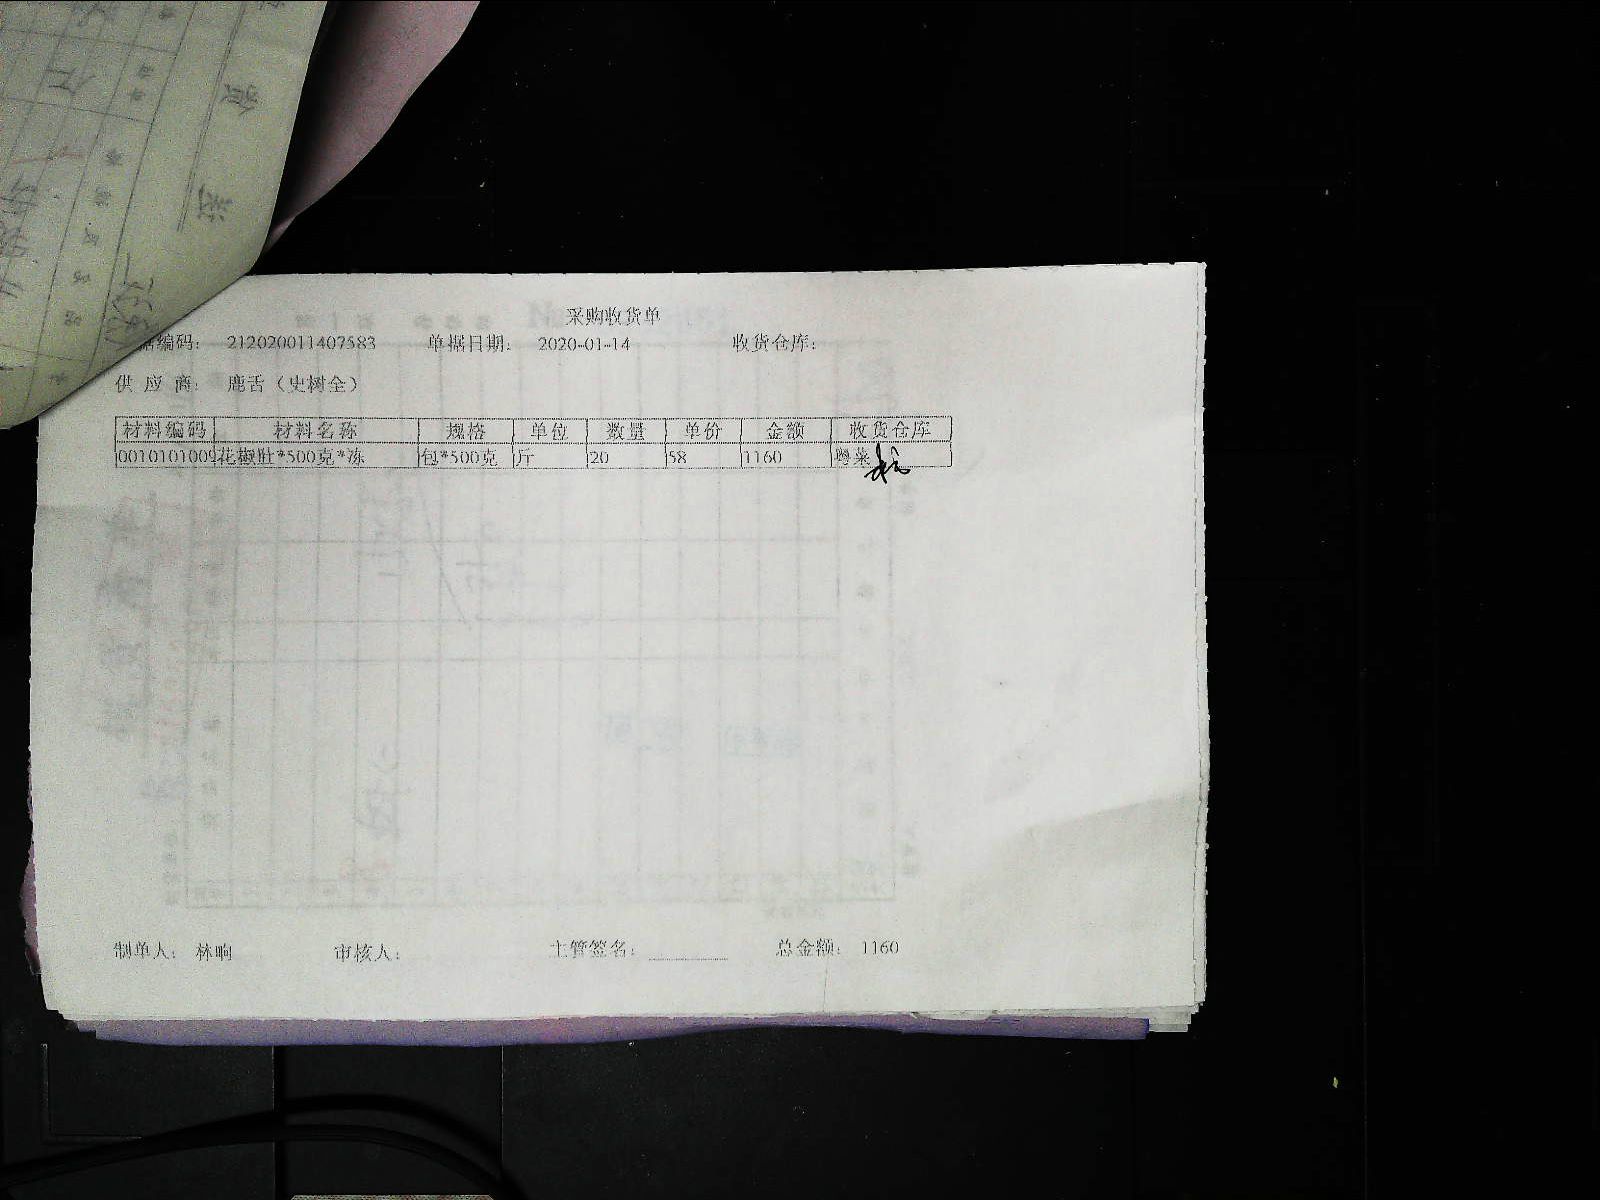 采购收货单
据编码： 212020011407583 单据日期： 2020-01-14 收货仓库：
供 应 商： 鹿舌（史树全）
材料编码 材料名称 规格 单位 数量 单价 金额 收货仓库
0010101009 花椒肚*500克*冻 包*500克 斤 20 58 1160 粤菜
制单人： 林响 审核人： 主管签名： 总金额： 1160